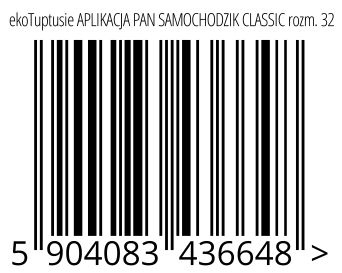 ekoTuptusie APLIKACJA PAN SAMOCHODZIK CLASSIC rozm. 32
5 904083 436648 >